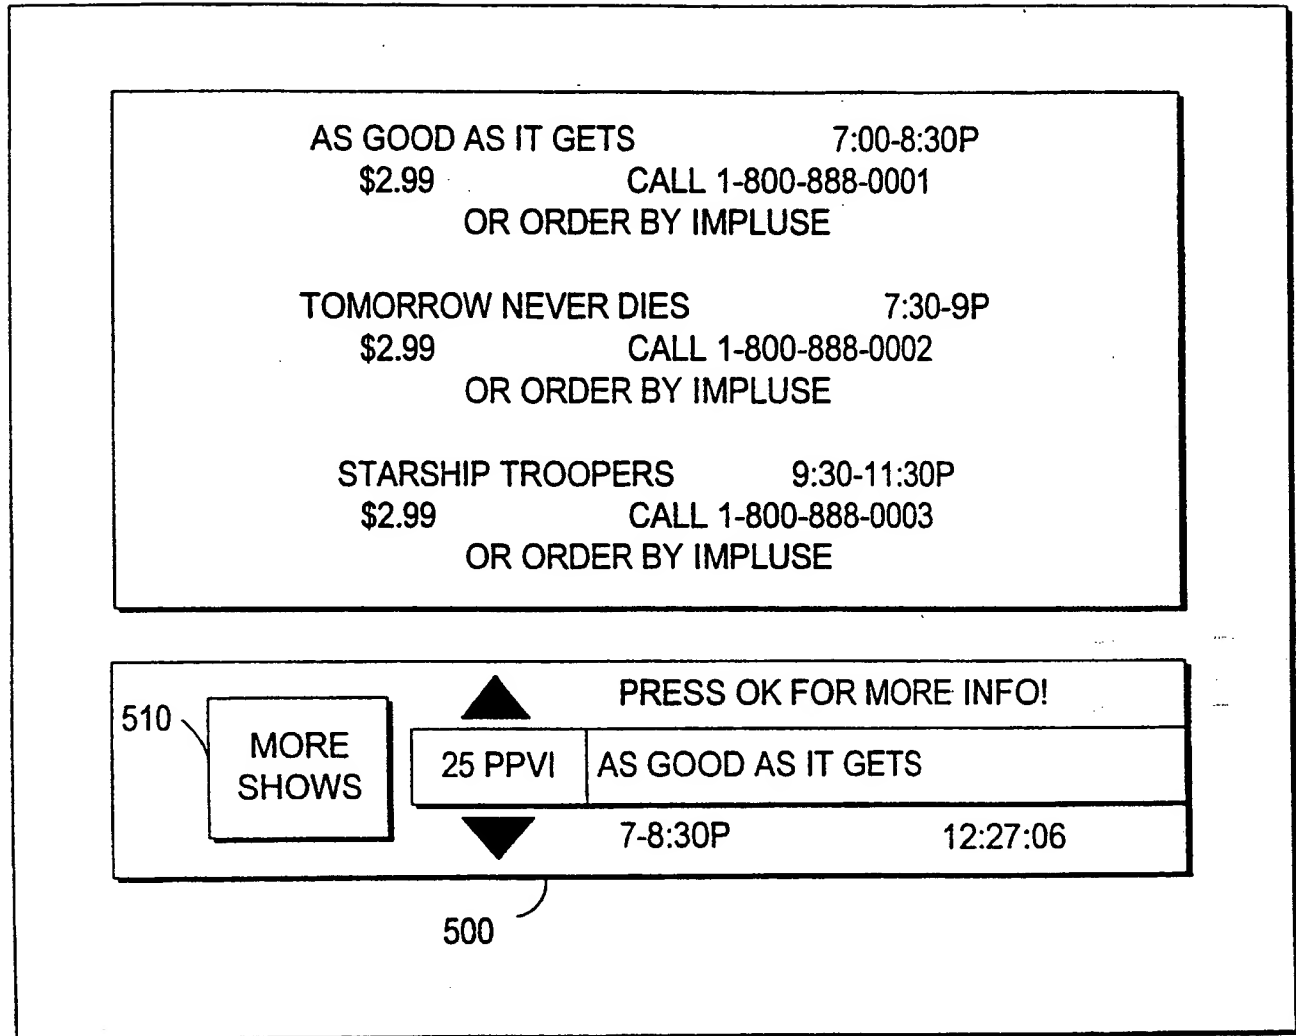 AS GOOD AS IT GETS 7:00-8:30P
$2.99 CALL 1-800-888-0001
OR ORDER BY IMPLUSE
TOMORROW NEVER DIES 7:30-9P
$2.99 CALL 1-800-888-0002
OR ORDER BY IMPLUSE
STARSHIP TROOPERS 9:30-11:30P
$2.99 CALL 1-800-888-0003
OR ORDER BY IMPLUSE
PRESS OK FOR MORE INFO!
510
MORE
SHOWS
25 PPVI AS GOOD AS IT GETS
7-8:30P 12:27:06
500